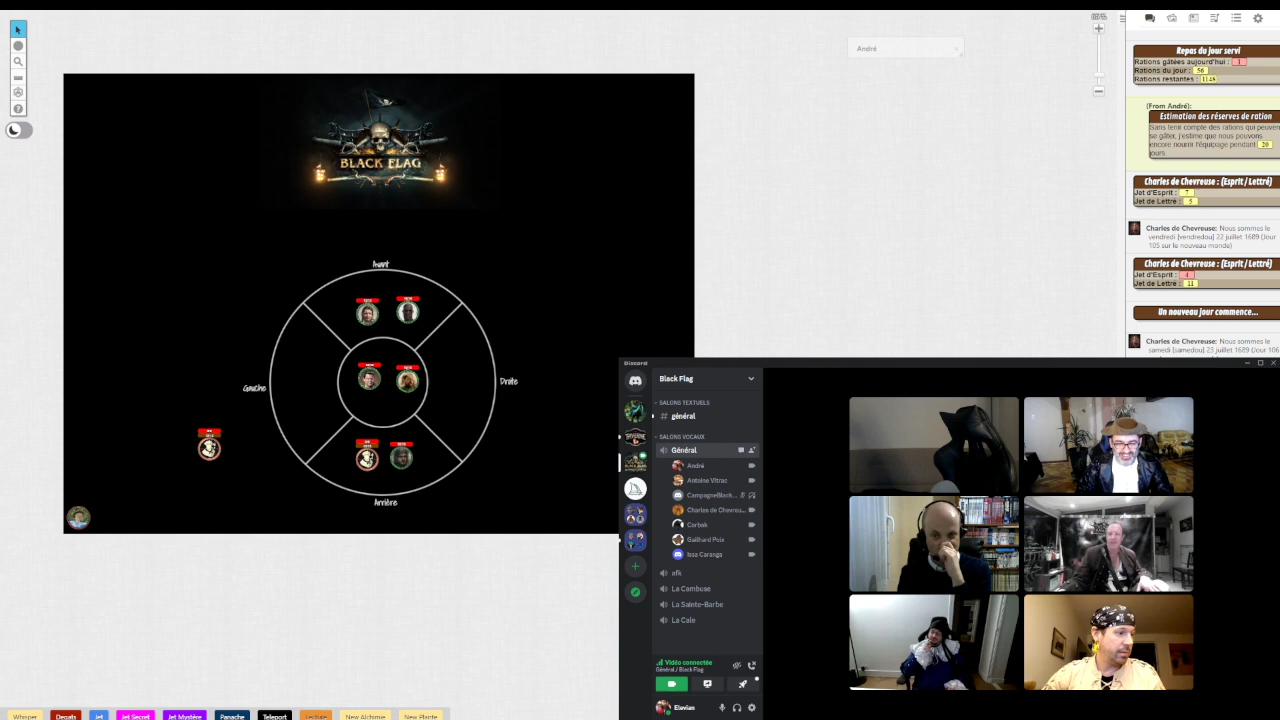 André
BLACK FLAG
Avant
Gauche
Droite
Arrière
Whisper
Degats
Jet
Jet Secret
Jet Mystère
Panache
Teleport
Lecture
New Alchimie
New Plante
Repas du jour servi
Rations gâtées aujourd'hui : 1
Rations du jour : 56
Rations restantes : 1148
(From André):
Estimation des réserves de ration
Sans tenir compte des rations qui peuven
se gâter, j'estime que nous pouvons
encore nourrir l'équipage pendant 20
jours.
Charles de Chevreuse : (Esprit / Lettré)
Jet d'Esprit : 7
Jet de Lettré : 5
Charles de Chevreuse: Nous sommes le
vendredi [vendredou] 22 juillet 1689 (Jour
105 sur le nouveau monde)
Charles de Chevreuse : (Esprit / Lettré)
Jet d'Esprit : 4
Jet de Lettré : 11
Un nouveau jour commence...
Charles de Chevreuse: Nous sommes le
samedi [samedou] 23 juillet 1689 (Jour 106
Discord
Black Flag
SALONS TEXTUELS
# général
SALONS VOCAUX
Général
André
Antoine Vitrac
CampagneBlack...
Charles de Chevreu...
Corbak
Gailhard Poix
Issa Caranga
afk
La Cambuse
La Sainte-Barbe
La Cale
Vidéo connectée
Général / Black Flag
Elevian